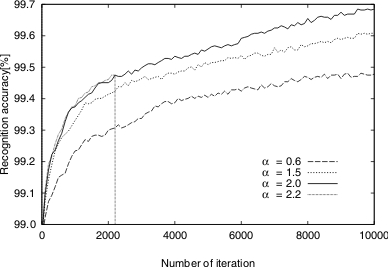 99.7
99.6
99.5
99.4
99.3
99.2
99.1
99.0
Recognition accuracy[%]
α = 0.6
α = 1.5
α = 2.0
α = 2.2
0 2000 4000 6000 8000 10000
Number of iteration